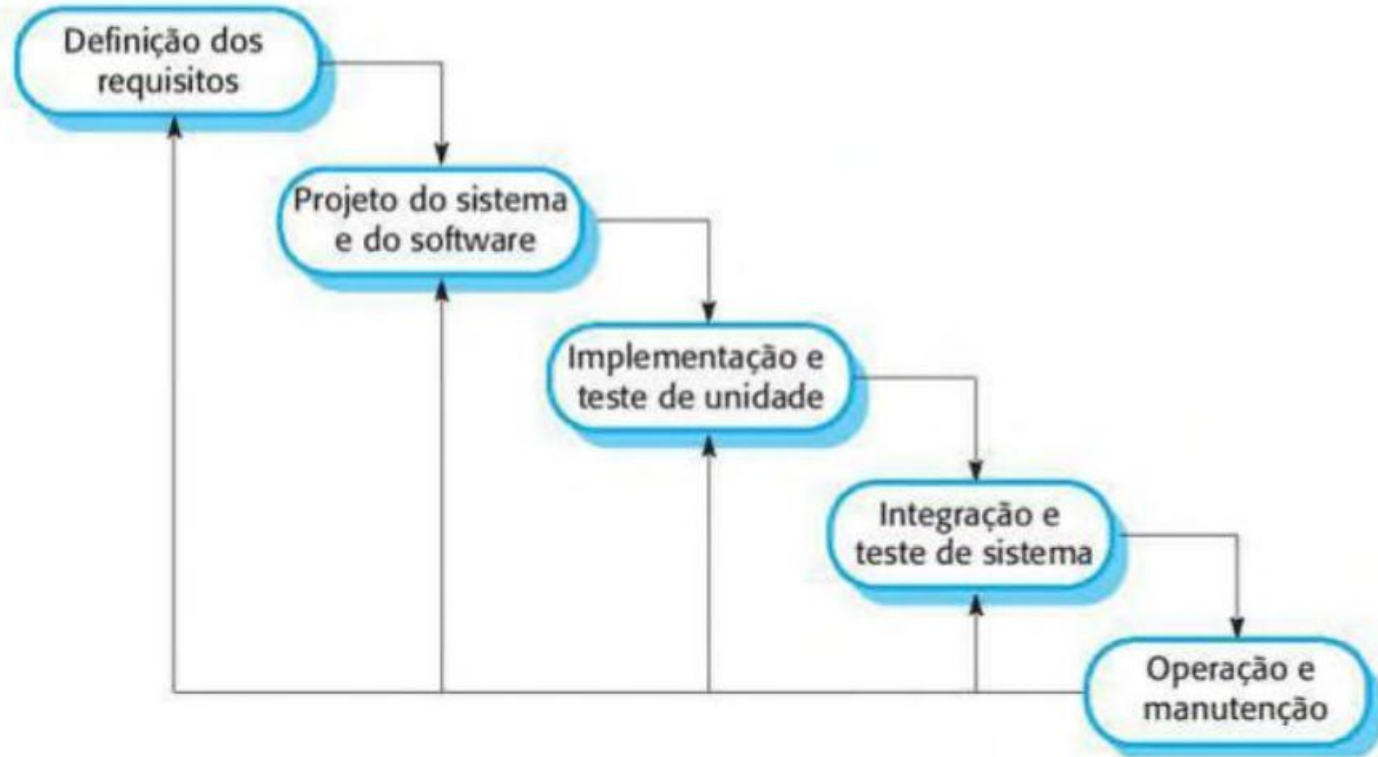 Definição dos
requisitos
Projeto do sistema
e do software
Implementação e
teste de unidade
Integração e
teste de sistema
Operação e
manutenção